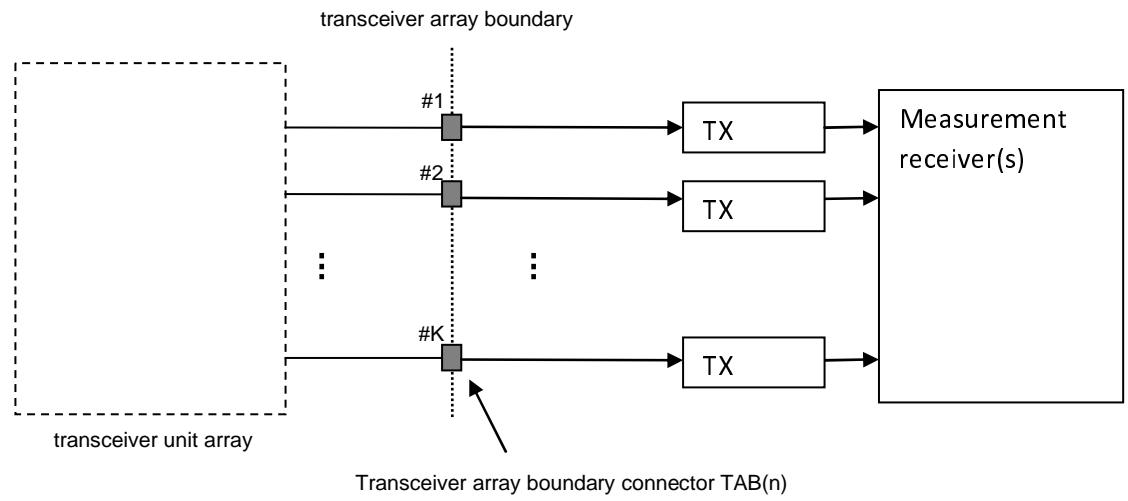 transceiver array boundary
#1
TX
Measurement
receiver(s)
#2
TX
#K
TX
transceiver unit array
Transceiver array boundary connector TAB(n)